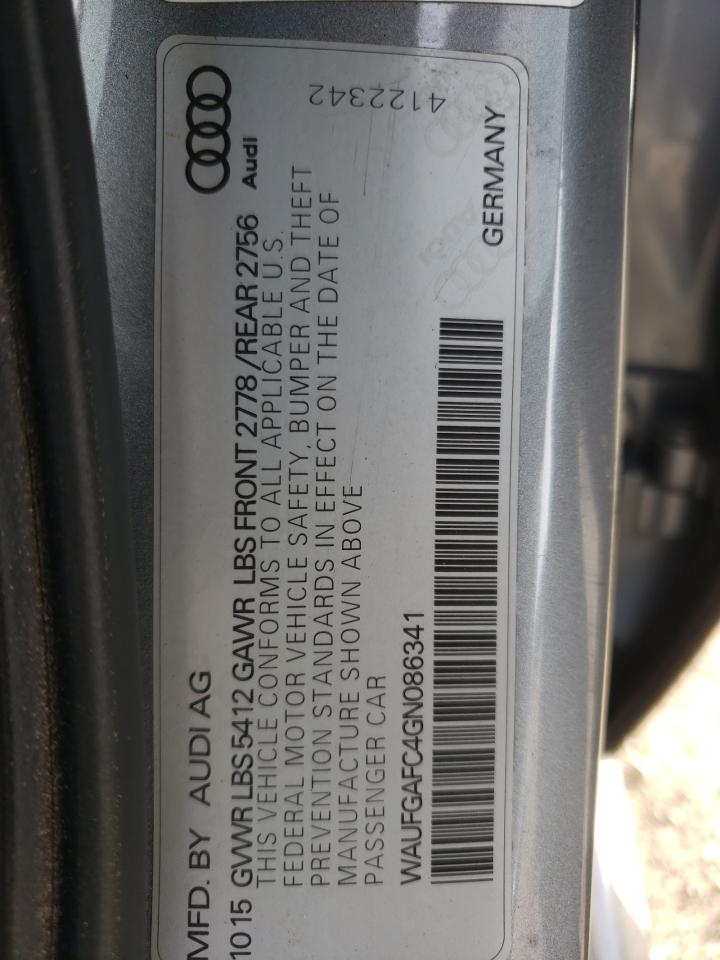 MFD. BY AUDI AG
Audi
10 15 GVWR LBS 5412 GAWR LBS FRONT 2778 /REAR 2756
THIS VEHICLE CONFORMS TO ALL APPLICABLE U.S.
FEDERAL MOTOR VEHICLE SAFETY, BUMPER AND THEFT
PREVENTION STANDARDS IN EFFECT ON THE DATE OF
MANUFACTURE SHOWN ABOVE
PASSENGER CAR
4122342
WAUFGAFC4GN086341
GERMANY
Audi